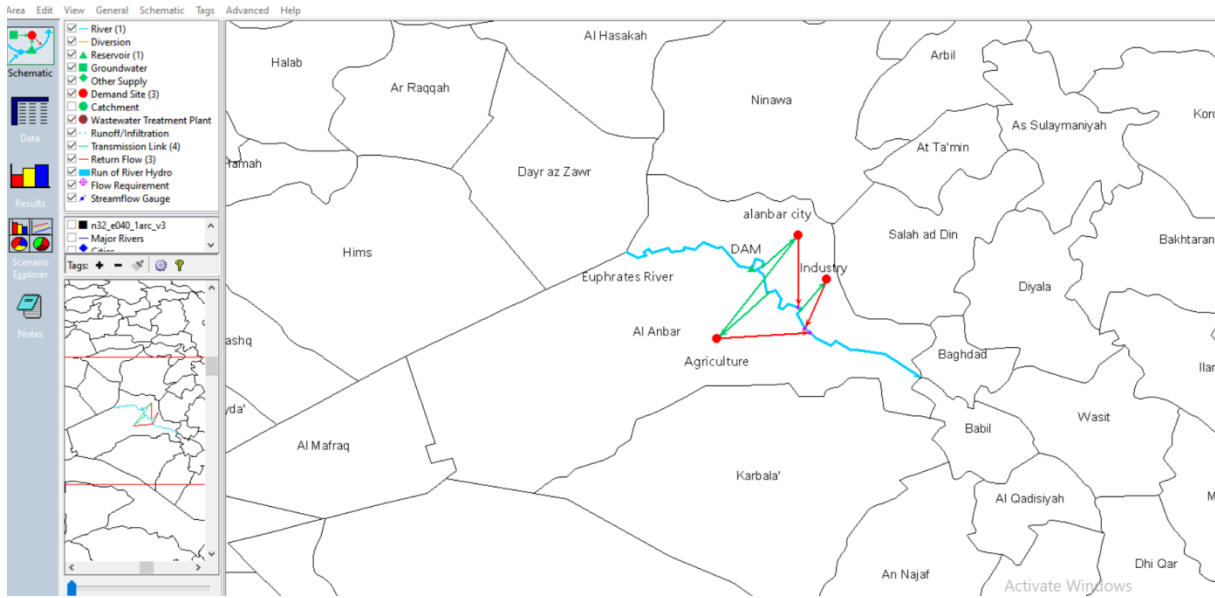 Area Edit View General Schematic Tags Advanced Help
Schematic
Data
Results
Scenario
Explorer
Notes
River (1)
Diversion
Reservoir (1)
Groundwater
Other Supply
Demand Site (3)
Catchment
Wastewater Treatment Plant
Runoff/Infiltration
Transmission Link (4)
Return Flow (3)
Run of River Hydro
Flow Requirement
Streamflow Gauge
n32_e040_1arc_v3
Major Rivers
Cities
Tags: + −
Al Hasakah
Halab
Ar Raqqah
Arbil
Ninawa
As Sulaymaniyah
Koro
At Ta'min
Hamah
Dayr az Zawr
alanbar city
Salah ad Din
Bakhtaran
Hims
DAM
Industry
Euphrates River
Diyala
Al Anbar
ashq
Agriculture
Baghdad
Ilar
yda'
Wasit
Babil
Al Mafraq
Karbala'
Al Qadisiyah
M
Dhi Qar
An Najaf
Activate Windows